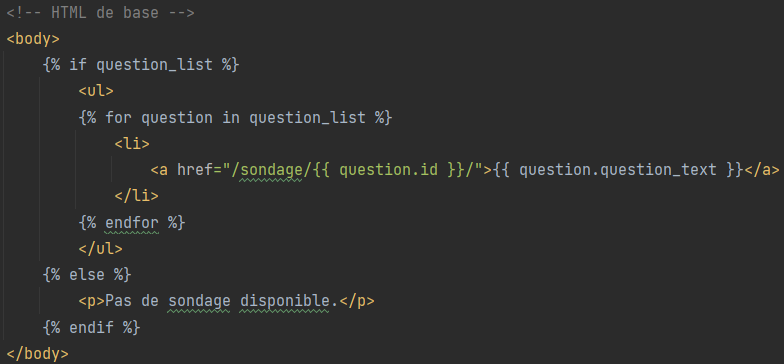 <!-- HTML de base -->
<body>
{% if question_list %}
<ul>
{% for question in question_list %}
<li>
<a href="/sondage/{{ question.id }}/">{{ question.question_text }}</a>
</li>
{% endfor %}
</ul>
{% else %}
<p>Pas de sondage disponible.</p>
{% endif %}
</body>